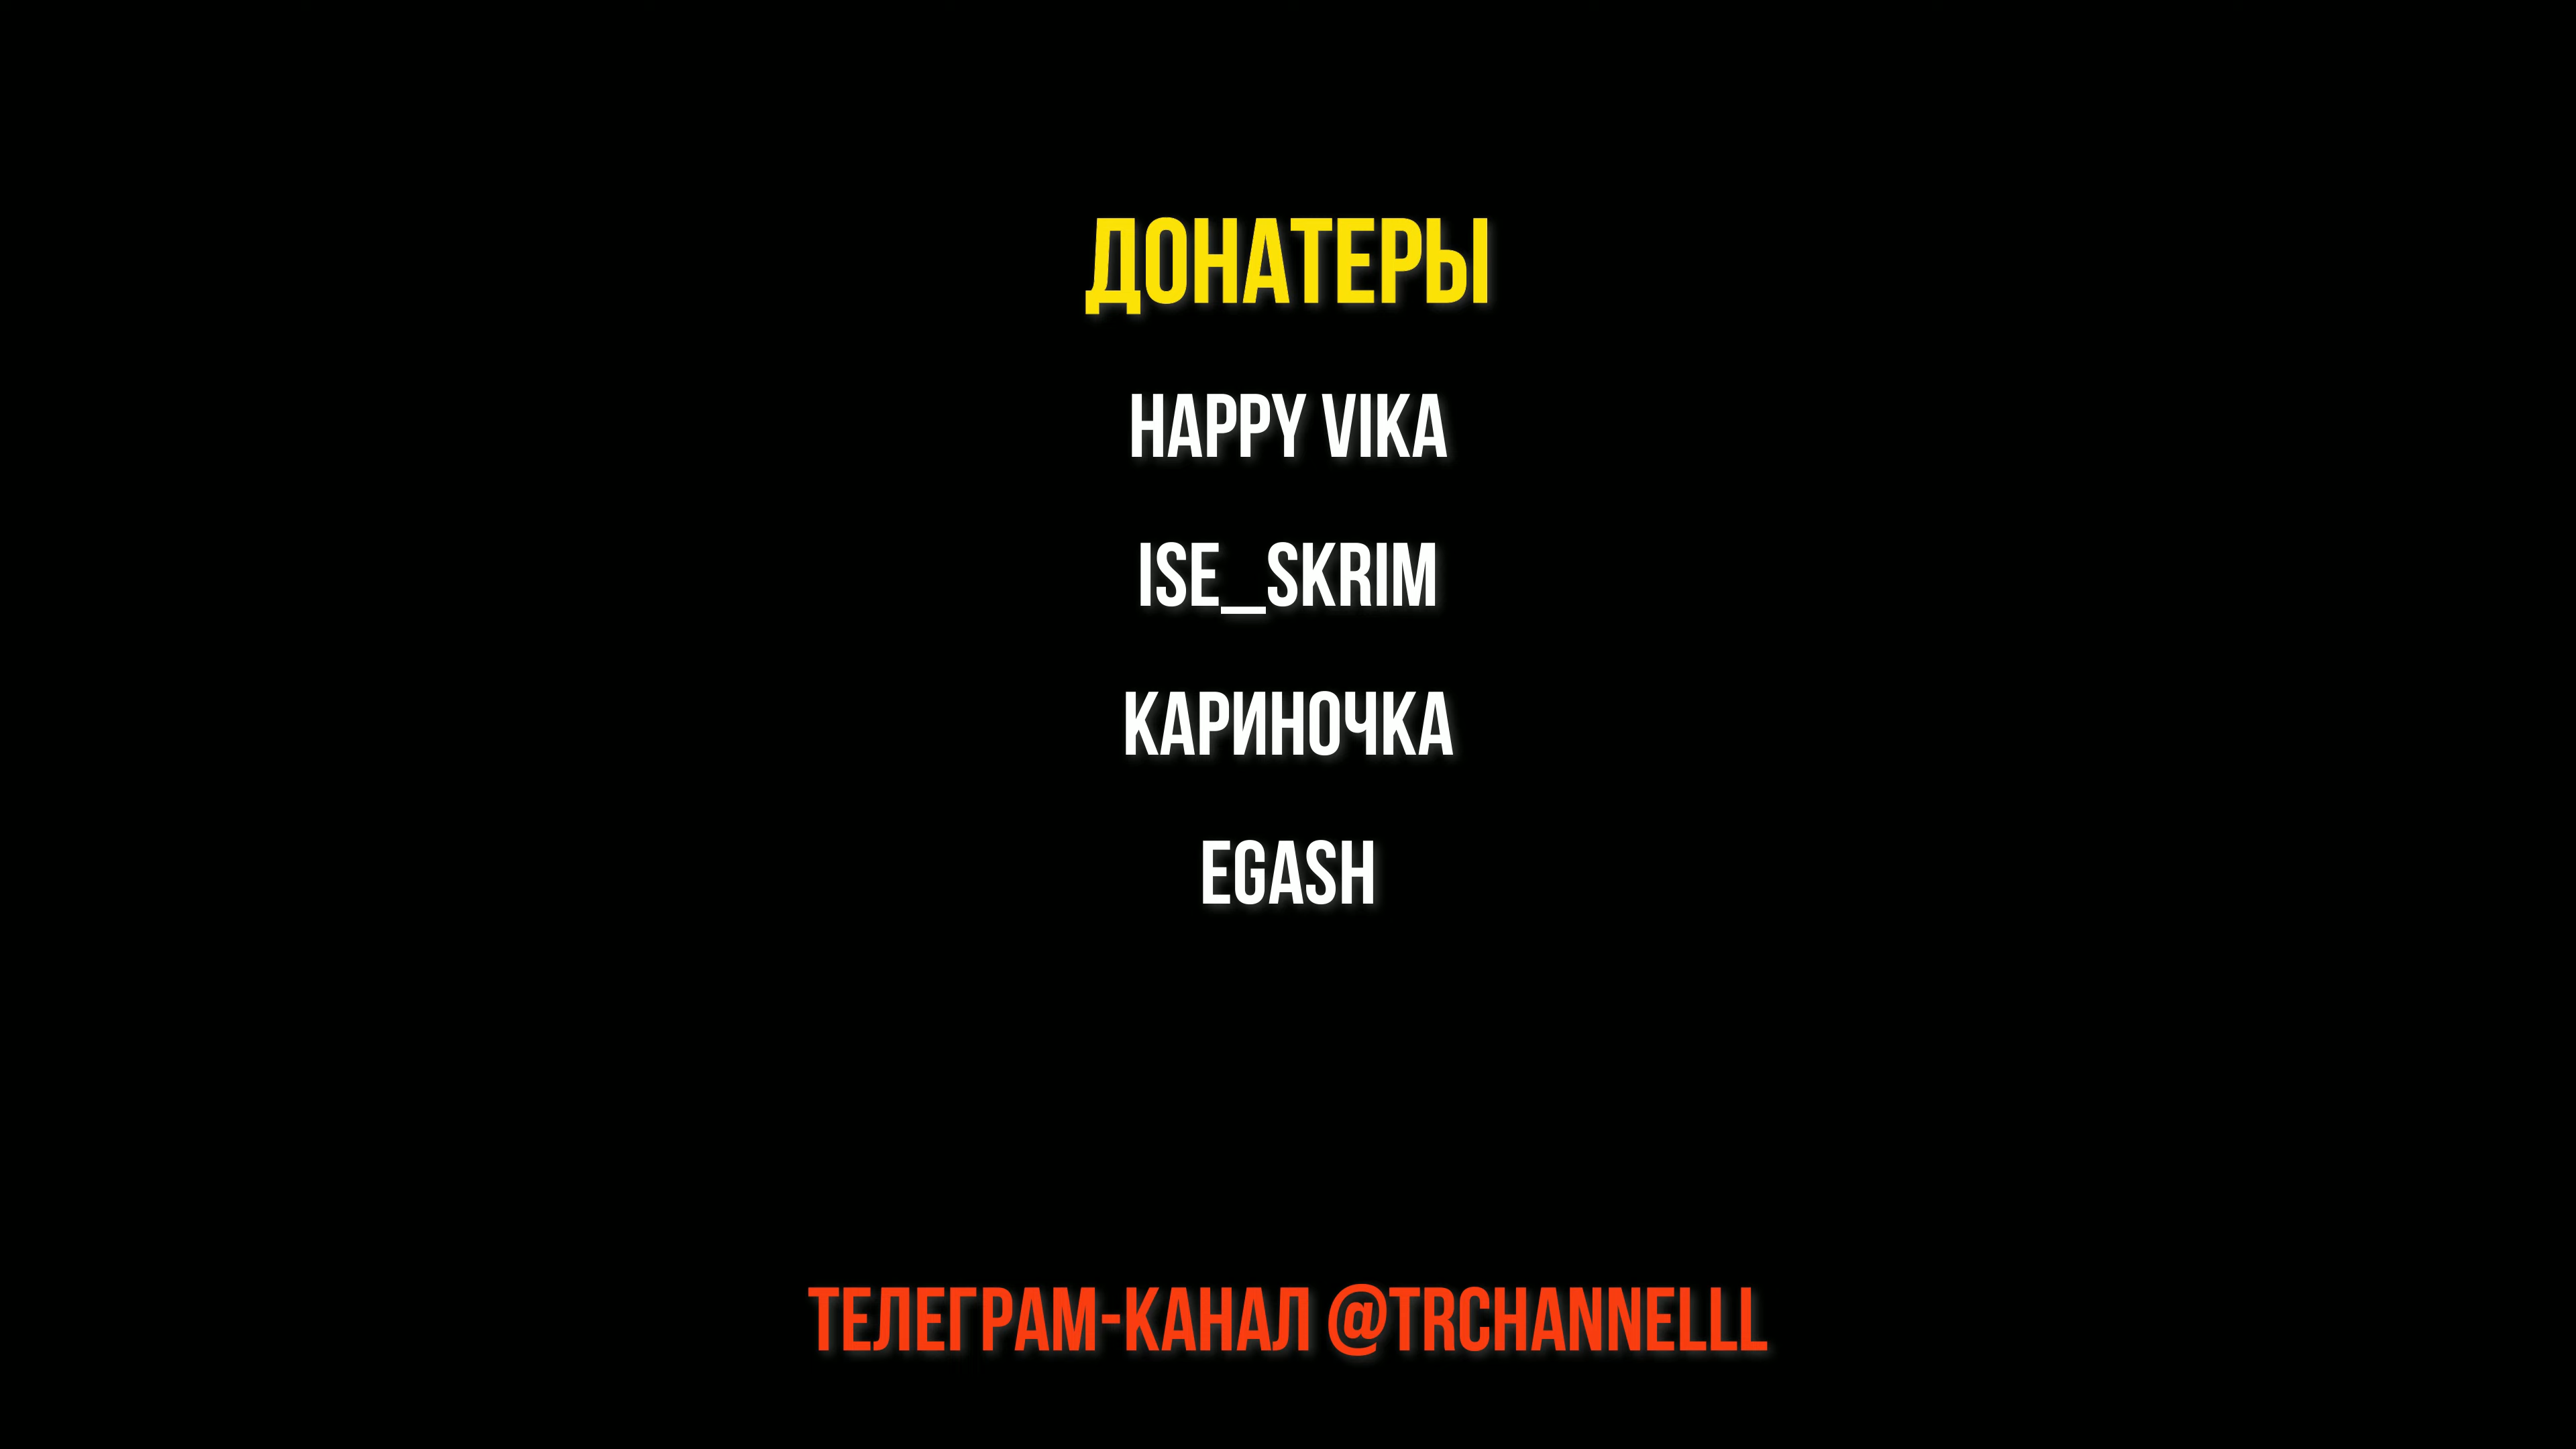 ДОНАТЕРЫ
HAPPY VIKA
ISE_SKRIM
КАРИНОЧКА
EGASH
ТЕЛЕГРАМ-КАНАЛ @TRCHANNELLL